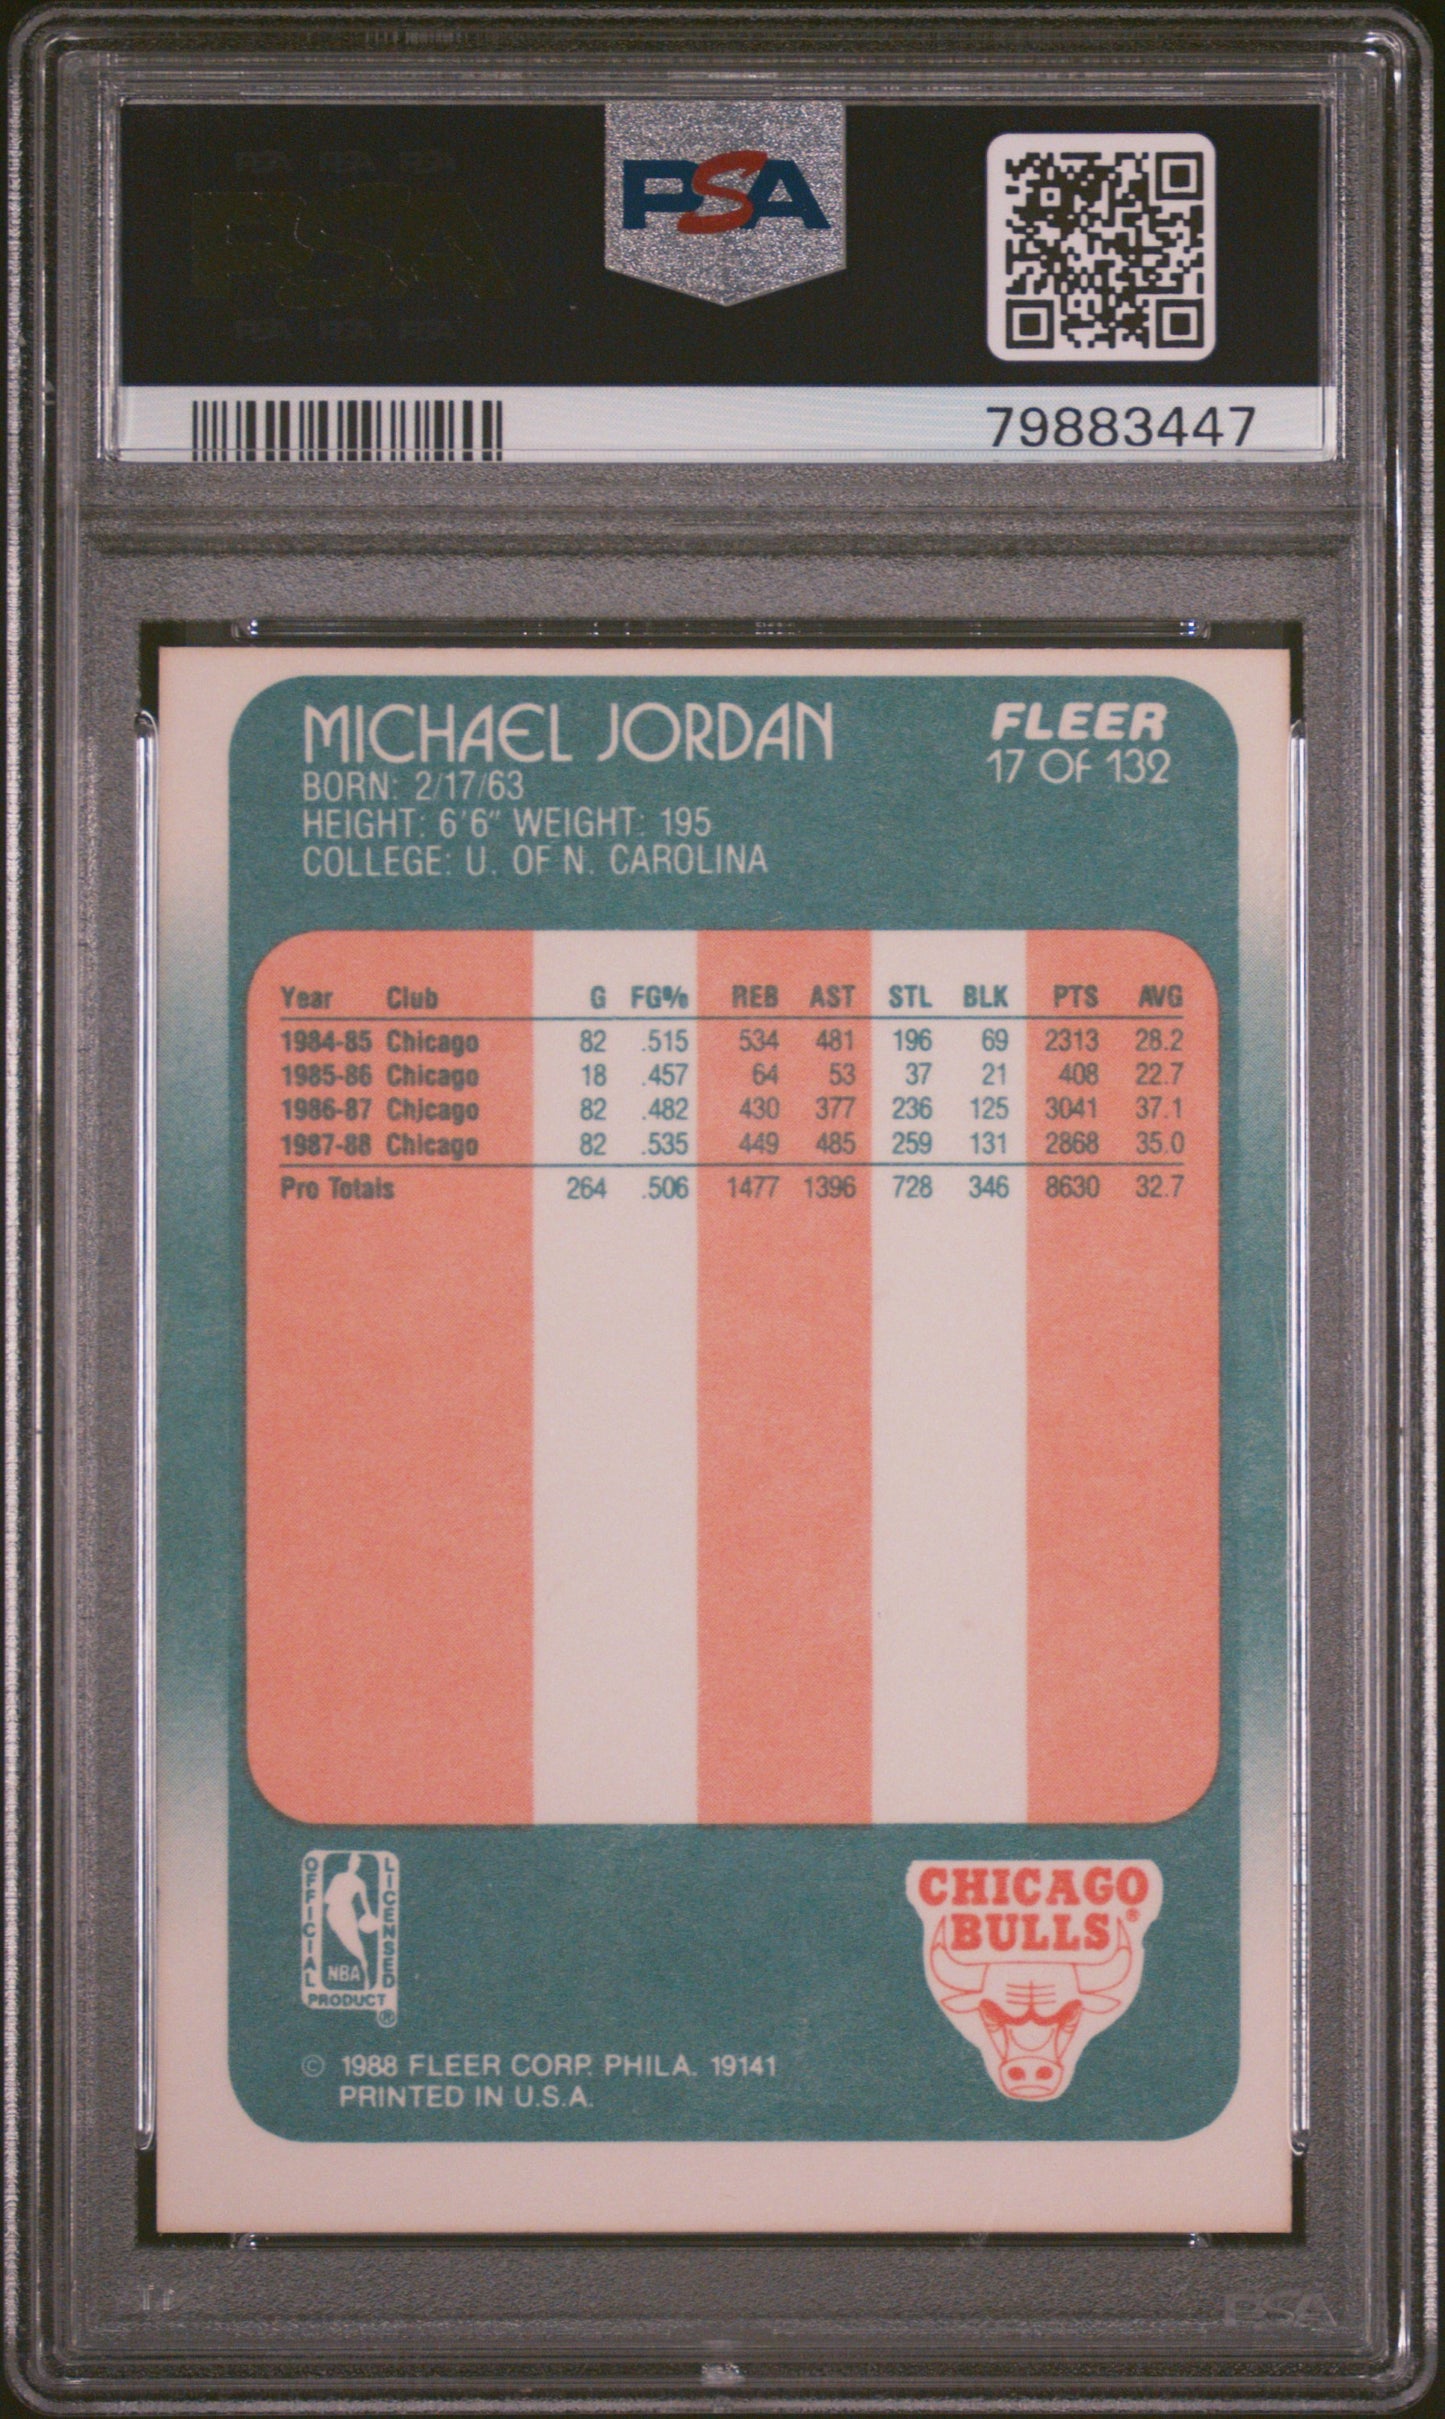 PSA
79883447
MICHAEL JORDAN
FLEER
BORN: 2/17/63
17 OF 132
HEIGHT: 6'6" WEIGHT: 195
COLLEGE: U. OF N. CAROLINA
Year Club G FG% REB AST STL BLK PTS AVG
1984-85 Chicago 82 .515 534 481 196 69 2313 28.2
1985-86 Chicago 18 .457 64 53 37 21 408 22.7
1986-87 Chicago 82 .482 430 377 236 125 3041 37.1
1987-88 Chicago 82 .535 449 485 259 131 2868 35.0
Pro Totals 264 .506 1477 1396 728 346 8630 32.7
OFFICIAL
LICENSED
NBA
PRODUCT
®
CHICAGO
BULLS®
© 1988 FLEER CORP. PHILA. 19141
PRINTED IN U.S.A.
PSA